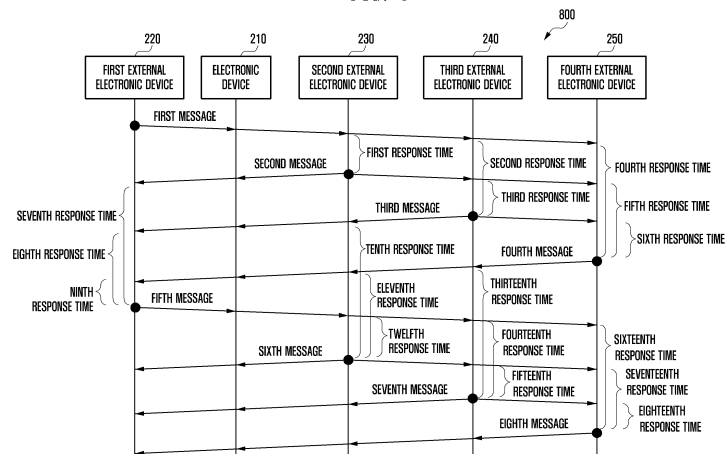 800
220
210
230
240
250
FIRST EXTERNAL
ELECTRONIC DEVICE
ELECTRONIC
DEVICE
SECOND EXTERNAL
ELECTRONIC DEVICE
THIRD EXTERNAL
ELECTRONIC DEVICE
FOURTH EXTERNAL
ELECTRONIC DEVICE
FIRST MESSAGE
FIRST RESPONSE TIME
SECOND RESPONSE TIME
FOURTH RESPONSE TIME
SECOND MESSAGE
THIRD RESPONSE TIME
FIFTH RESPONSE TIME
SEVENTH RESPONSE TIME
THIRD MESSAGE
SIXTH RESPONSE TIME
EIGHTH RESPONSE TIME
TENTH RESPONSE TIME
FOURTH MESSAGE
NINTH
RESPONSE TIME
ELEVENTH
RESPONSE TIME
THIRTEENTH
RESPONSE TIME
FIFTH MESSAGE
TWELFTH
RESPONSE TIME
FOURTEENTH
RESPONSE TIME
SIXTEENTH
RESPONSE TIME
SIXTH MESSAGE
FIFTEENTH
RESPONSE TIME
SEVENTEENTH
RESPONSE TIME
SEVENTH MESSAGE
EIGHTEENTH
RESPONSE TIME
EIGHTH MESSAGE